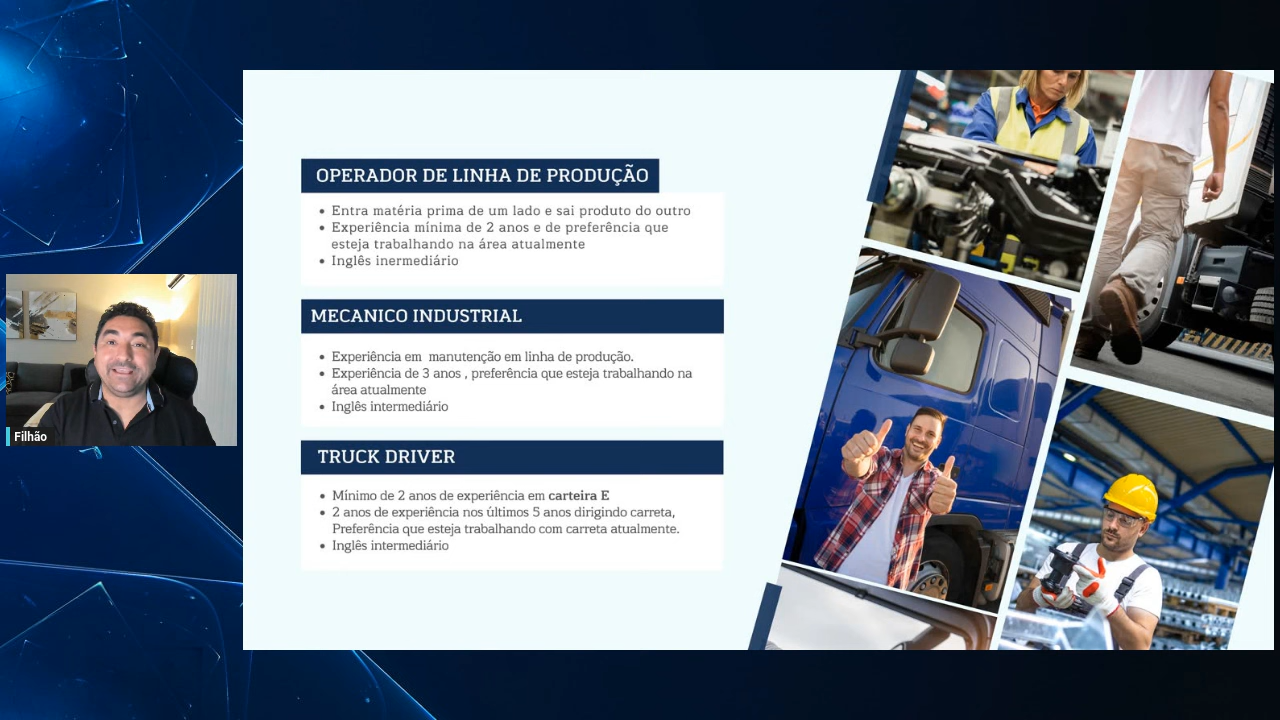 OPERADOR DE LINHA DE PRODUÇÃO
• Entra matéria prima de um lado e sai produto do outro
• Experiência mínima de 2 anos e de preferência que
esteja trabalhando na área atualmente
• Inglês inermediário
MECANICO INDUSTRIAL
• Experiência em manutenção em linha de produção.
• Experiência de 3 anos , preferência que esteja trabalhando na
área atualmente
• Inglês intermediário
TRUCK DRIVER
• Mínimo de 2 anos de experiência em carteira E
• 2 anos de experiência nos últimos 5 anos dirigindo carreta,
Preferência que esteja trabalhando com carreta atualmente.
• Inglês intermediário
Filhão